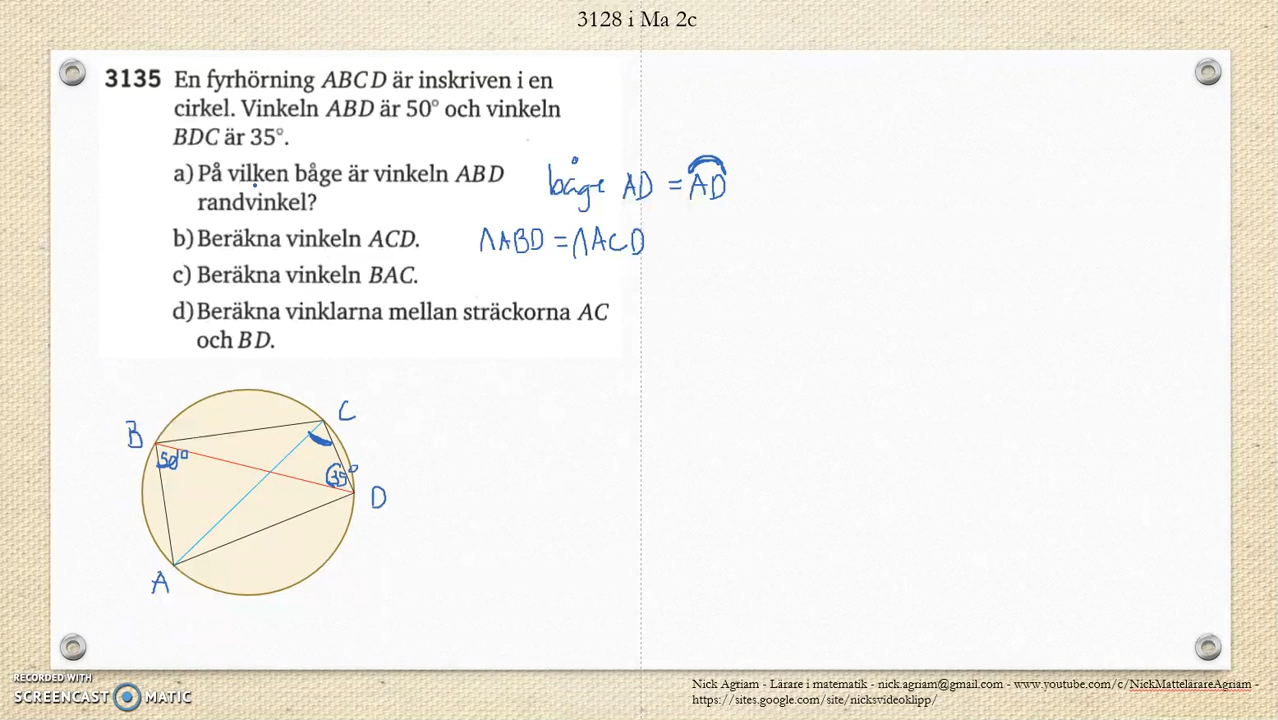 3128 i Ma 2c
3135 En fyrhörning ABCD är inskriven i en
cirkel. Vinkeln ABD är 50° och vinkeln
BDC är 35°.
a) På vilken båge är vinkeln ABD
randvinkel?
båge AD = AD
b) Beräkna vinkeln ACD.
∧ABD = ∧ACD
c) Beräkna vinkeln BAC.
d) Beräkna vinklarna mellan sträckorna AC
och BD.
C
B
50°
35°
D
A
RECORDED WITH
SCREENCAST MATIC
Nick Agriam - Lärare i matematik - nick.agriam@gmail.com - www.youtube.com/c/NickMattelärareAgriam -
https://sites.google.com/site/nicksvideoklipp/